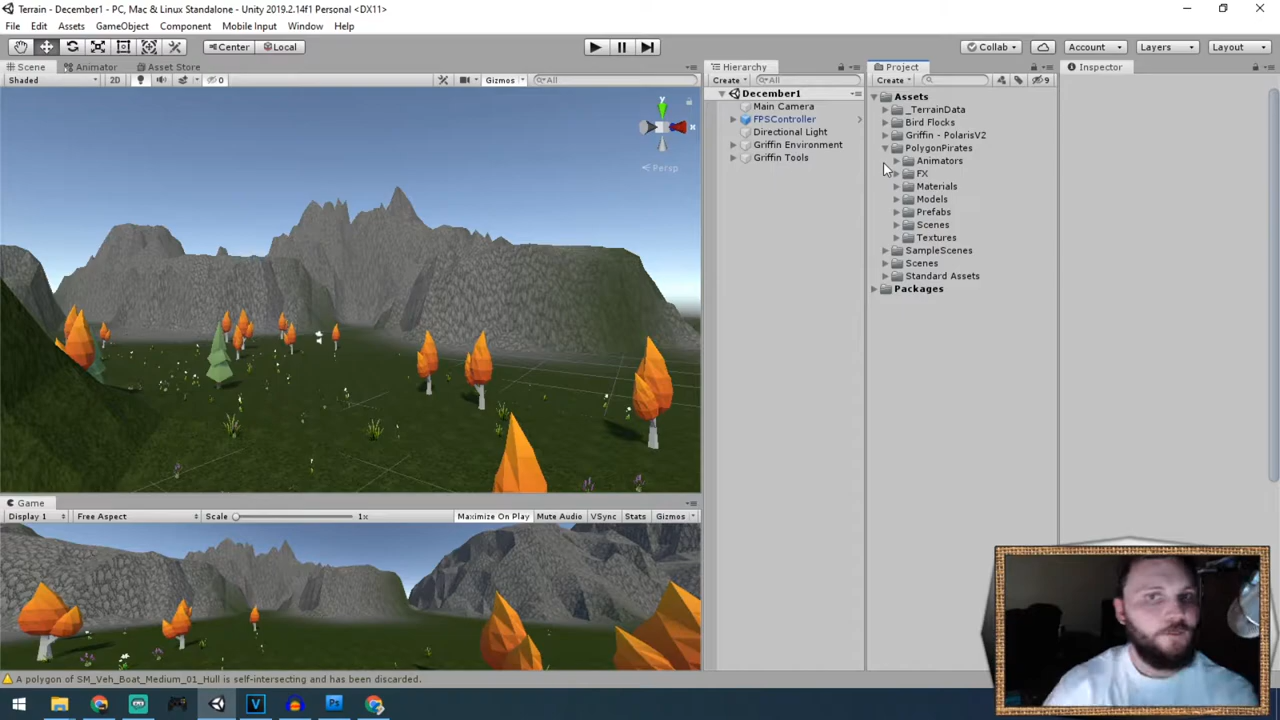 Terrain - December1 - PC, Mac & Linux Standalone - Unity 2019.2.14f1 Personal <DX11>
File Edit Assets GameObject Component Mobile Input Window Help
Center Local Collab Account Layers Layout
Scene Animator Asset Store
Shaded 2D 0 Gizmos All
y
x
Persp
Hierarchy
Create All
December1
Main Camera
FPSController
Directional Light
Griffin Environment
Griffin Tools
Project
Create 9
Assets
_TerrainData
Bird Flocks
Griffin - PolarisV2
PolygonPirates
Animators
FX
Materials
Models
Prefabs
Scenes
Textures
SampleScenes
Scenes
Standard Assets
Packages
Inspector
Game
Display 1 Free Aspect Scale 1x Maximize On Play Mute Audio VSync Stats Gizmos
A polygon of SM_Veh_Boat_Medium_01_Hull is self-intersecting and has been discarded.
V Ps